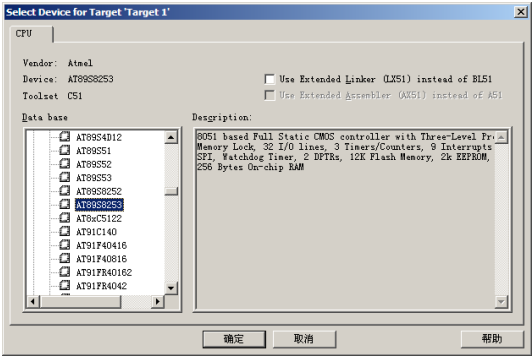 Select Device for Target 'Target 1'
CPU
Vendor: Atmel
Device: AT89S8253
Toolset C51
Use Extended Linker (LX51) instead of BL51
Use Extended Assembler (AX51) instead of A51
Data base
Desgription:
AT89S4D12
AT89S51
AT89S52
AT89S53
AT89S8252
AT89S8253
AT8xC5122
AT91C140
AT91F40416
AT91F40816
AT91FR40162
AT91FR4042
8051 based Full Static CMOS controller with Three-Level Pr
Memory Lock, 32 I/O lines, 3 Timers/Counters, 9 Interrupts
SPI, Watchdog Timer, 2 DPTRs, 12K Flash Memory, 2k EEPROM,
256 Bytes On-chip RAM
确定
取消
帮助